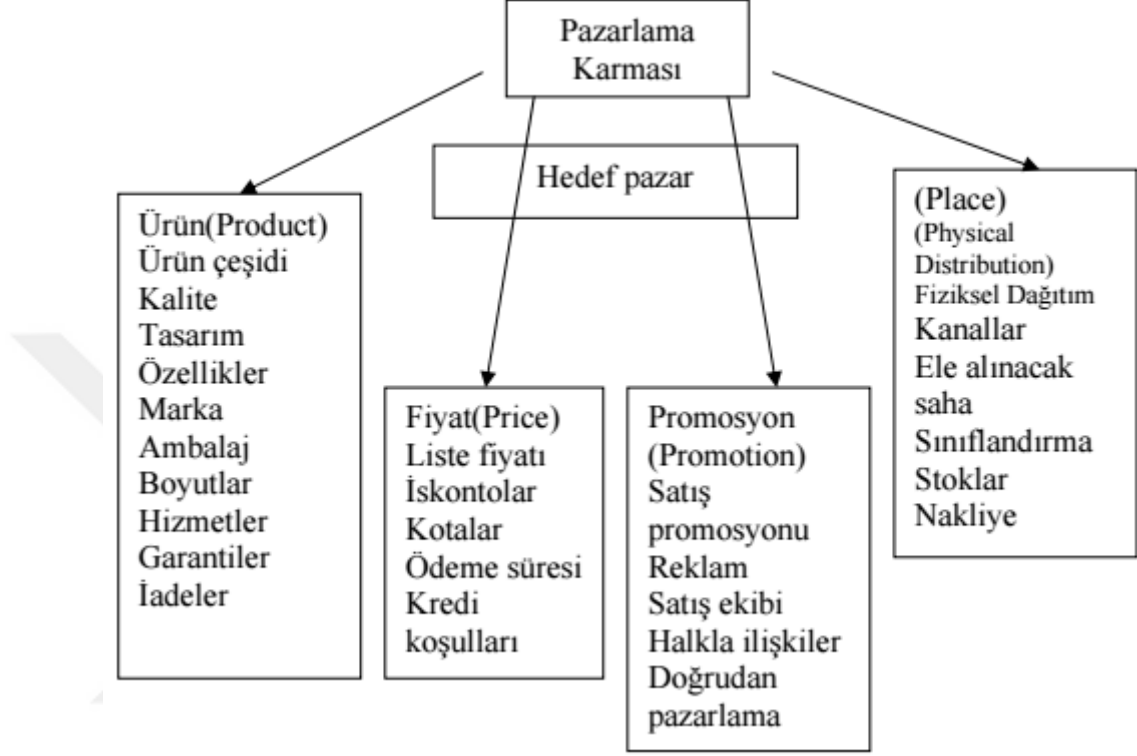 Pazarlama
Karması
Hedef pazar
Ürün(Product)
Ürün çeşidi
Kalite
Tasarım
Özellikler
Marka
Ambalaj
Boyutlar
Hizmetler
Garantiler
İadeler
Fiyat(Price)
Liste fiyatı
İskontolar
Kotalar
Ödeme süresi
Kredi
koşulları
Promosyon
(Promotion)
Satış
promosyonu
Reklam
Satış ekibi
Halkla ilişkiler
Doğrudan
pazarlama
(Place)
(Physical
Distribution)
Fiziksel Dağıtım
Kanallar
Ele alınacak
saha
Sınıflandırma
Stoklar
Nakliye